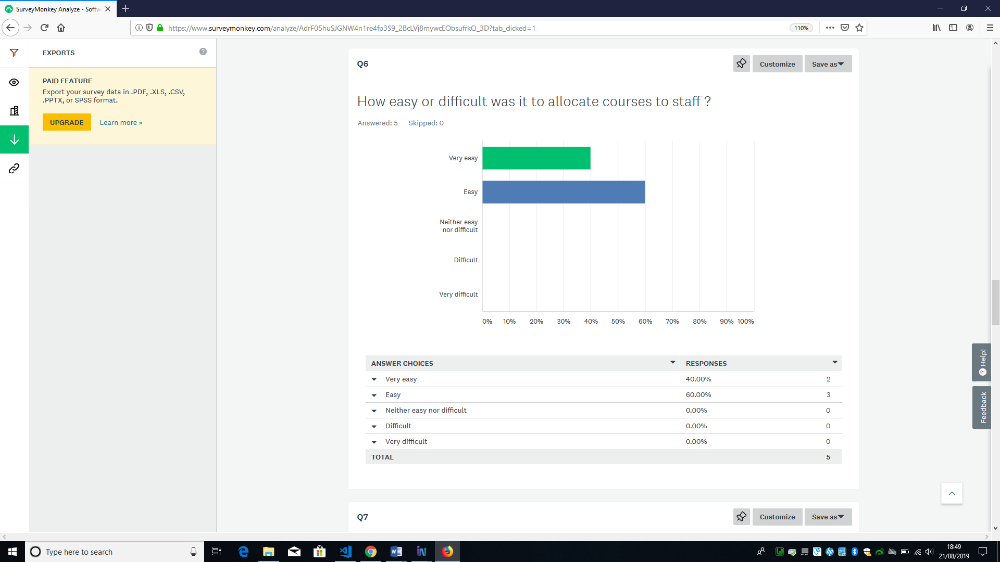 SurveyMonkey Analyze - Softw
https://www.surveymonkey.com/analyze/AdrF05huSJGNW4n1re4fp3S9_2BcLVj8mywcEObsufrkQ_3D?tab_clicked=1
110%
EXPORTS
PAID FEATURE
Export your survey data in .PDF, .XLS, .CSV,
.PPTX, or SPSS format.
UPGRADE Learn more »
Q6
Customize Save as
How easy or difficult was it to allocate courses to staff ?
Answered: 5 Skipped: 0
Very easy
Easy
Neither easy
nor difficult
Difficult
Very difficult
0% 10% 20% 30% 40% 50% 60% 70% 80% 90% 100%
ANSWER CHOICES RESPONSES
Very easy 40.00% 2
Easy 60.00% 3
Neither easy nor difficult 0.00% 0
Difficult 0.00% 0
Very difficult 0.00% 0
TOTAL 5
Help!
Feedback
Q7
Customize Save as
Type here to search
18:49
21/08/2019